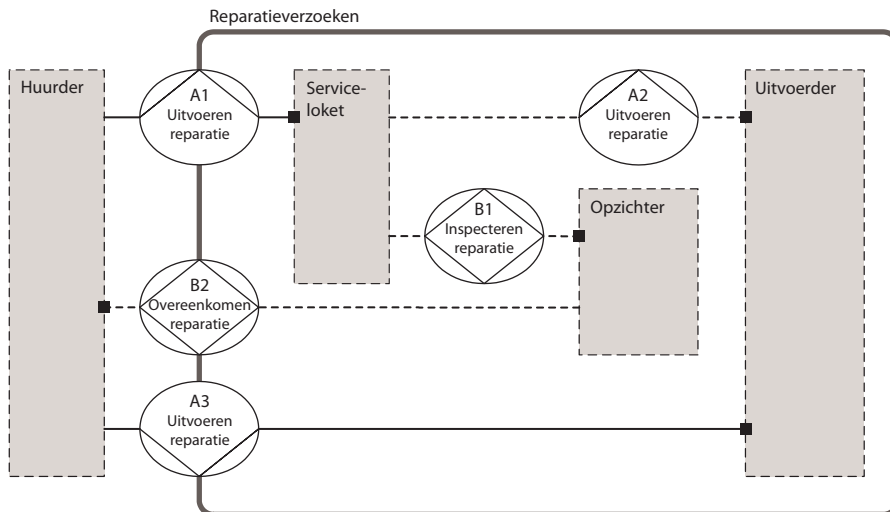 Reparatieverzoeken
Huurder
A1
Uitvoeren
reparatie
Service-
loket
A2
Uitvoeren
reparatie
Uitvoerder
B1
Inspecteren
reparatie
Opzichter
B2
Overeenkomen
reparatie
A3
Uitvoeren
reparatie